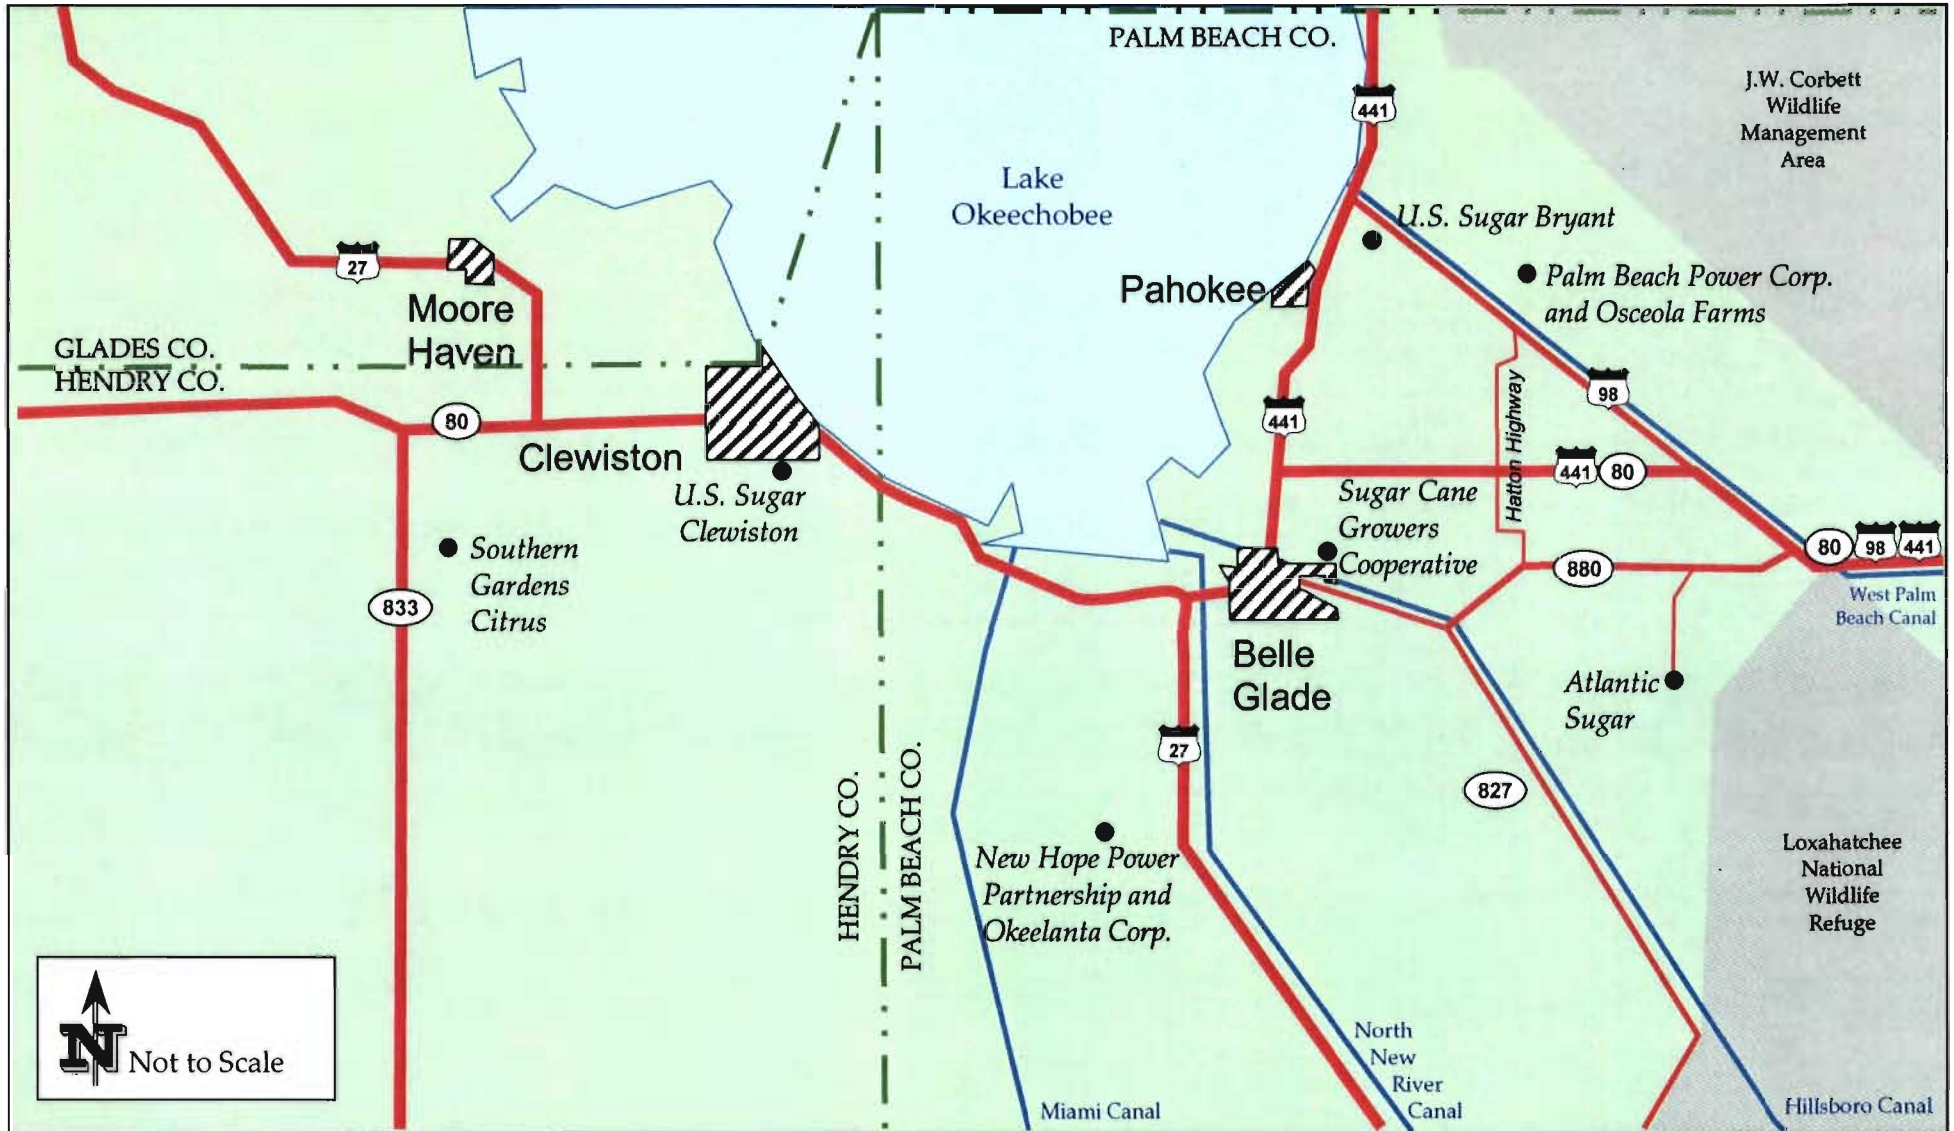 PALM BEACH CO.
441
J.W. Corbett
Wildlife
Management
Area
Lake
Okeechobee
U.S. Sugar Bryant
27
Moore
Haven
Pahokee
Palm Beach Power Corp.
and Osceola Farms
GLADES CO.
HENDRY CO.
80
441
98
Hatton Highway
Clewiston
U.S. Sugar
Clewiston
441
80
Sugar Cane
Growers
Cooperative
Southern
Gardens
Citrus
833
880
80
98
441
West Palm
Beach Canal
Belle
Glade
Atlantic
Sugar
27
827
HENDRY CO.
PALM BEACH CO.
New Hope Power
Partnership and
Okeelanta Corp.
Loxahatchee
National
Wildlife
Refuge
N
Not to Scale
Miami Canal
North
New
River
Canal
Hillsboro Canal